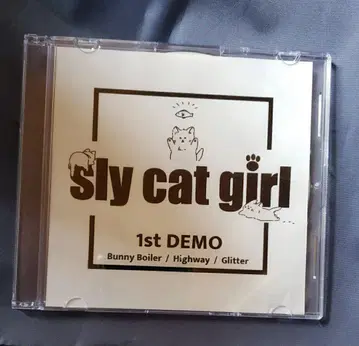 sly cat girl
1st DEMO
Bunny Boiler / Highway / Glitter